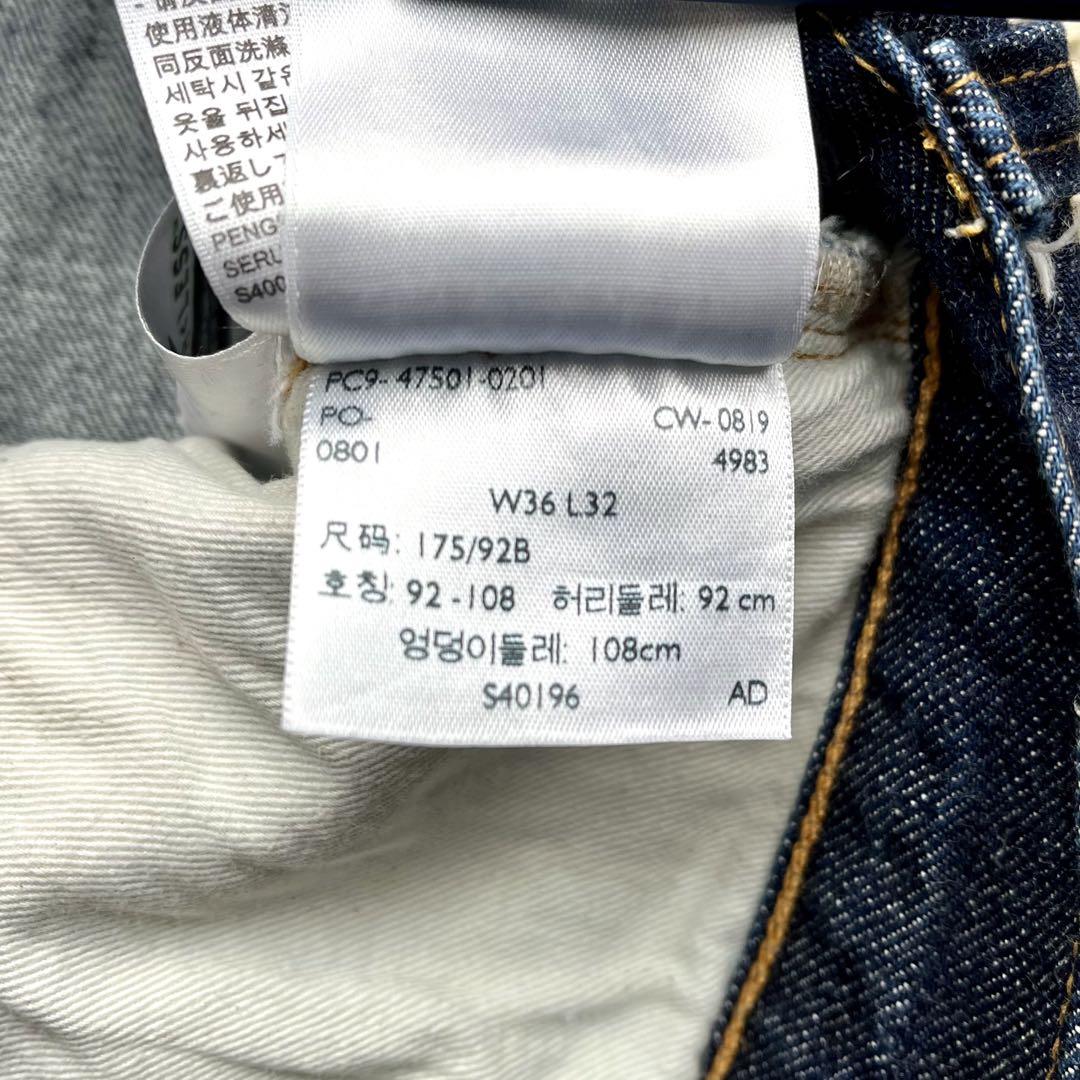 使用液体清
同反面洗滌
세탁시 같은
옷을 뒤집
사용하세
裏返して
ご使用
PENG
SERU
S400
LESS
PC9- 47501-0201
PO- CW- 0819
0801 4983
W36 L32
尺码: 175/92B
호칭: 92 -108 허리둘레: 92 cm
엉덩이둘레: 108cm
S40196 AD